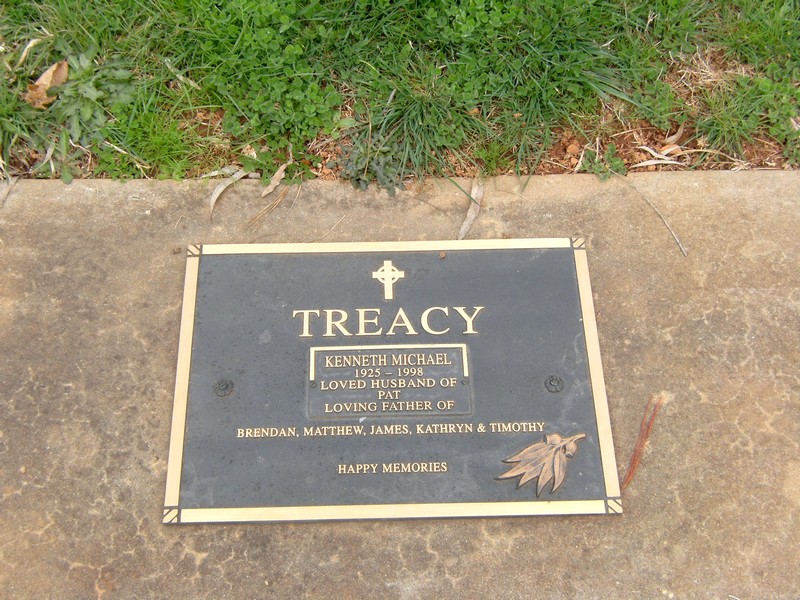 TREACY
KENNETH MICHAEL
1925 – 1998
LOVED HUSBAND OF
PAT
LOVING FATHER OF
BRENDAN, MATTHEW, JAMES, KATHRYN & TIMOTHY
HAPPY MEMORIES